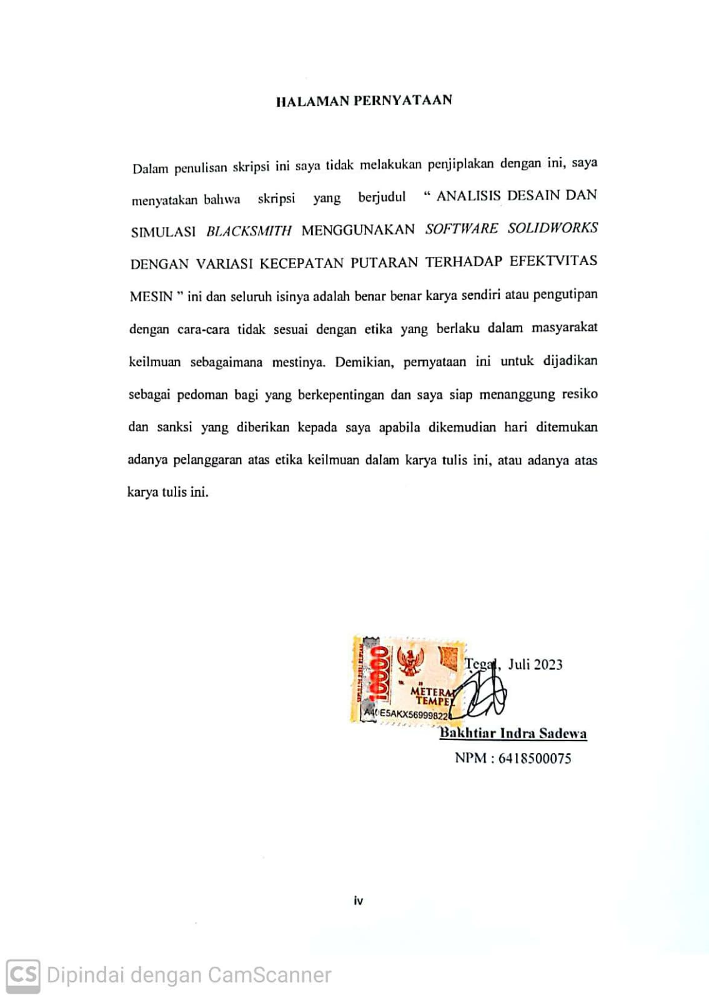 HALAMAN PERNYATAAN
Dalam penulisan skripsi ini saya tidak melakukan penjiplakan dengan ini, saya
menyatakan bahwa skripsi yang berjudul “ ANALISIS DESAIN DAN
SIMULASI BLACKSMITH MENGGUNAKAN SOFTWARE SOLIDWORKS
DENGAN VARIASI KECEPATAN PUTARAN TERHADAP EFEKTVITAS
MESIN ” ini dan seluruh isinya adalah benar benar karya sendiri atau pengutipan
dengan cara-cara tidak sesuai dengan etika yang berlaku dalam masyarakat
keilmuan sebagaimana mestinya. Demikian, pernyataan ini untuk dijadikan
sebagai pedoman bagi yang berkepentingan dan saya siap menanggung resiko
dan sanksi yang diberikan kepada saya apabila dikemudian hari ditemukan
adanya pelanggaran atas etika keilmuan dalam karya tulis ini, atau adanya atas
karya tulis ini.
Tegal, Juli 2023
10000
METERAI
TEMPEL
Bakhtiar Indra Sadewa
NPM : 6418500075
iv
CS Dipindai dengan CamScanner